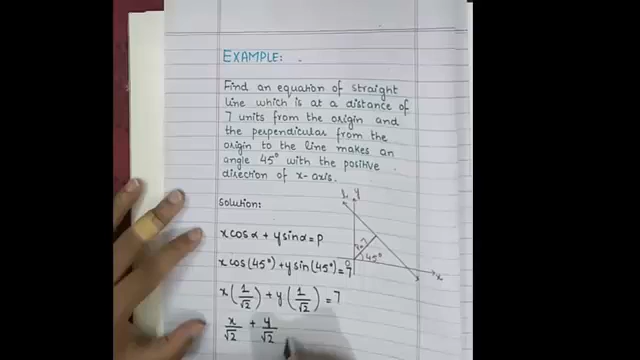 EXAMPLE:
Find an equation of straight
line which is at a distance of
7 units from the origin and
the perpendicular from the
origin to the line makes an
angle 45° with the positive
direction of x-axis.
Solution:
x cos α + y sin α = P
x cos(45°) + y sin(45°) = 7
x(1/√2) + y(1/√2) = 7
x/√2 + y/√2
y
45°
x